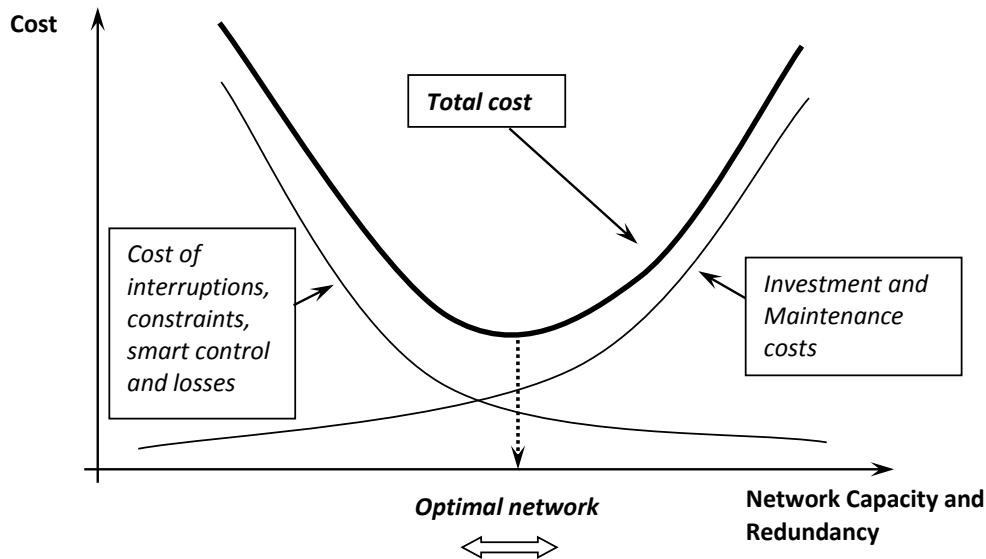 Cost
Total cost
Cost of
interruptions,
constraints,
smart control
and losses
Investment and
Maintenance
costs
Optimal network
Network Capacity and
Redundancy